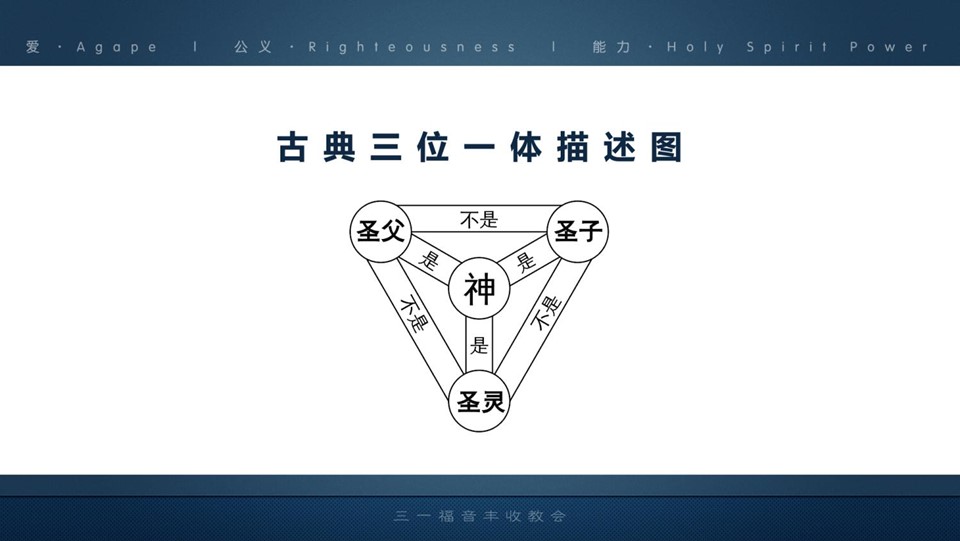 爱·Agape | 公义·Righteousness | 能力·Holy Spirit Power
古典三位一体描述图
圣父
不是
圣子
是
是
神
不是
不是
是
圣灵
三一福音丰收教会